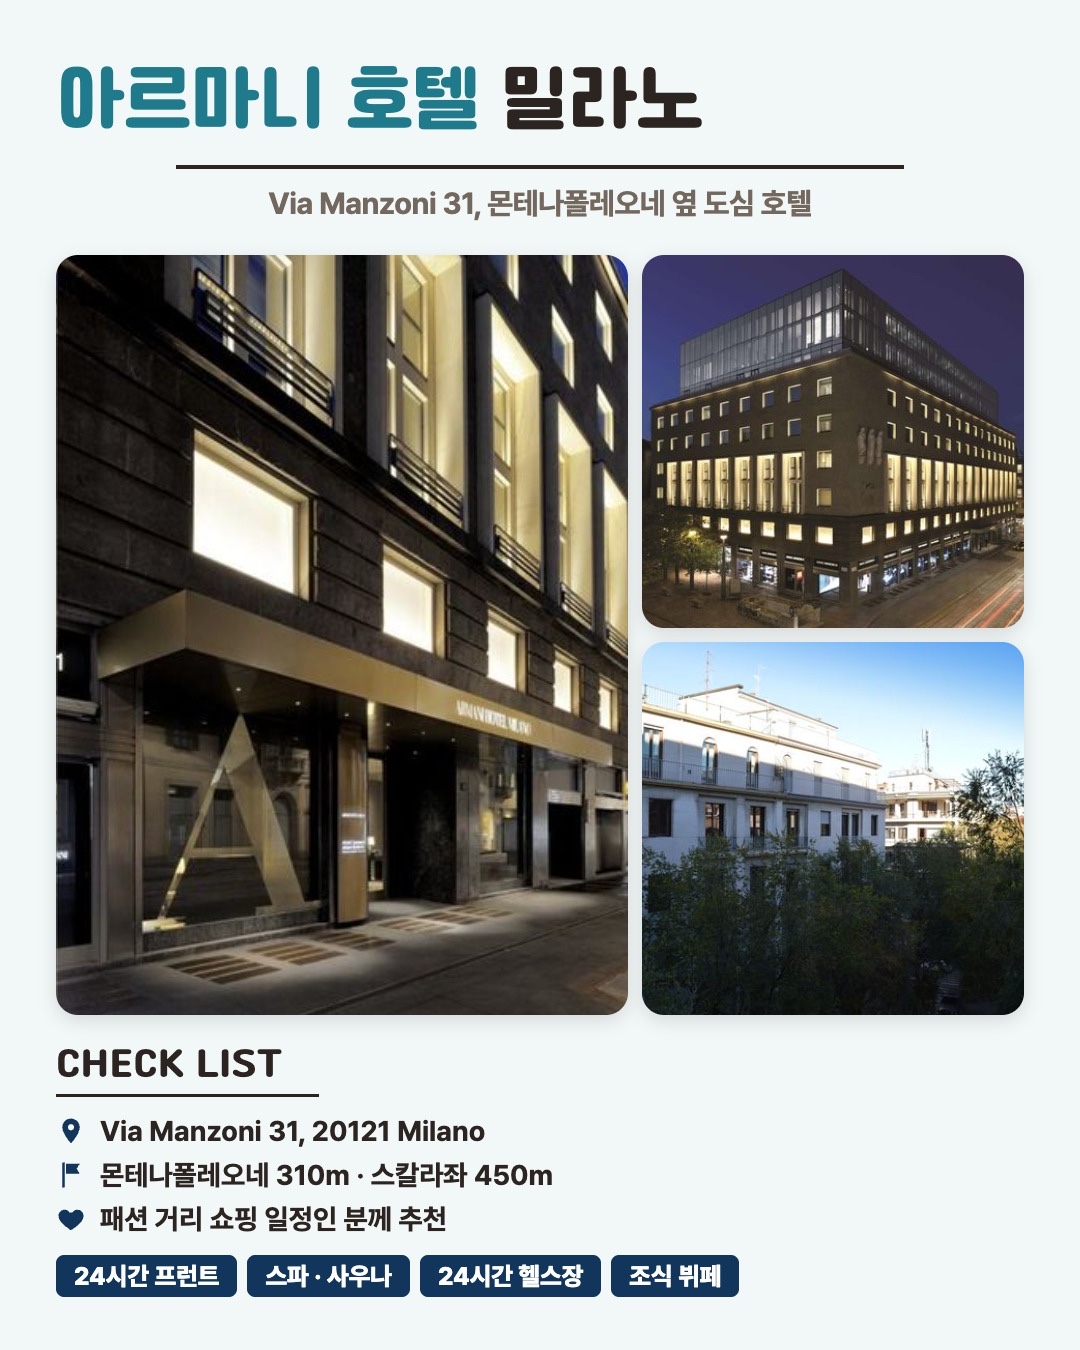 아르마니 호텔 밀라노
Via Manzoni 31, 몬테나폴레오네 옆 도심 호텔
1
A
ARMANI HOTEL MILANO
CHECK LIST
Via Manzoni 31, 20121 Milano
몬테나폴레오네 310m · 스칼라좌 450m
패션 거리 쇼핑 일정인 분께 추천
24시간 프런트
스파 · 사우나
24시간 헬스장
조식 뷔페